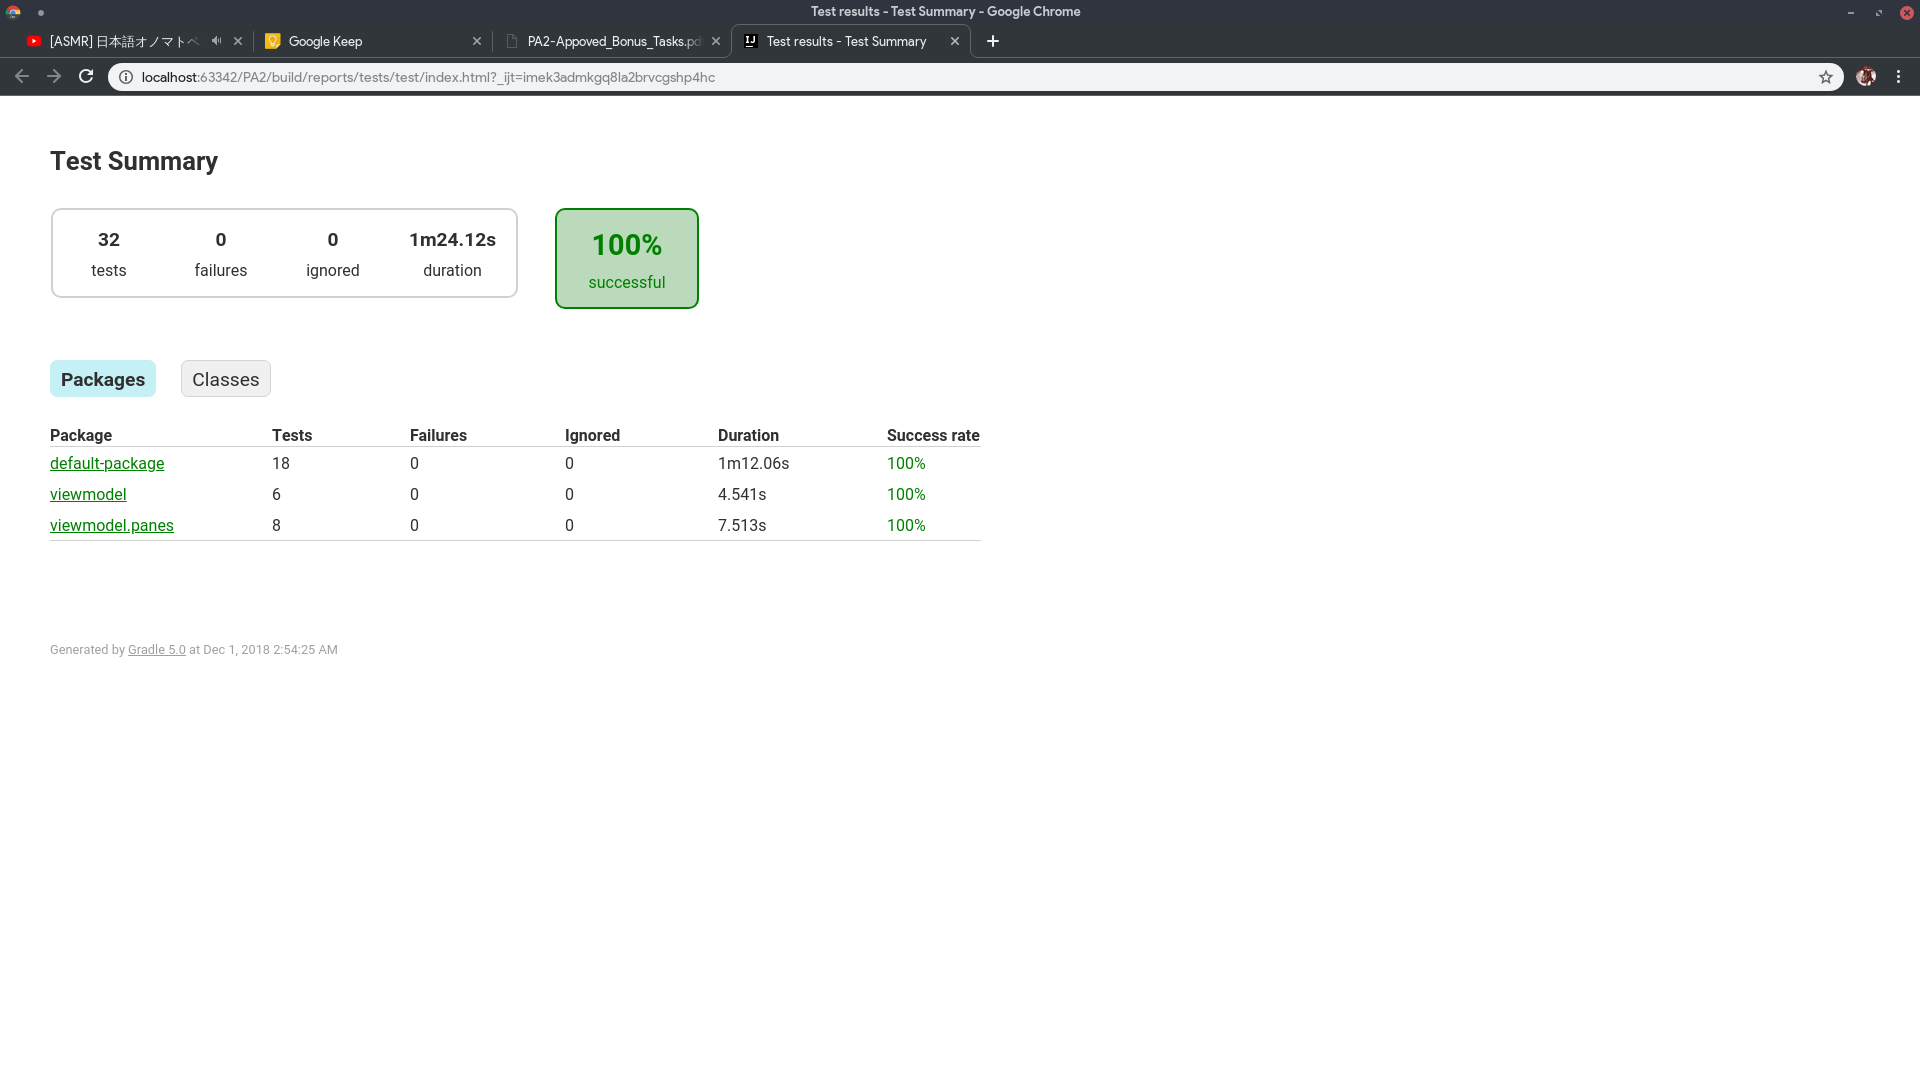 Test results - Test Summary - Google Chrome
[ASMR] 日本語オノマトペ
Google Keep
PA2-Appoved_Bonus_Tasks.pd
Test results - Test Summary
localhost:63342/PA2/build/reports/tests/test/index.html?_ijt=imek3admkgq8la2brvcgshp4hc
Test Summary
32 0 0 1m24.12s
tests failures ignored duration
100%
successful
Packages Classes
Package Tests Failures Ignored Duration Success rate
default-package 18 0 0 1m12.06s 100%
viewmodel 6 0 0 4.541s 100%
viewmodel.panes 8 0 0 7.513s 100%
Generated by Gradle 5.0 at Dec 1, 2018 2:54:25 AM